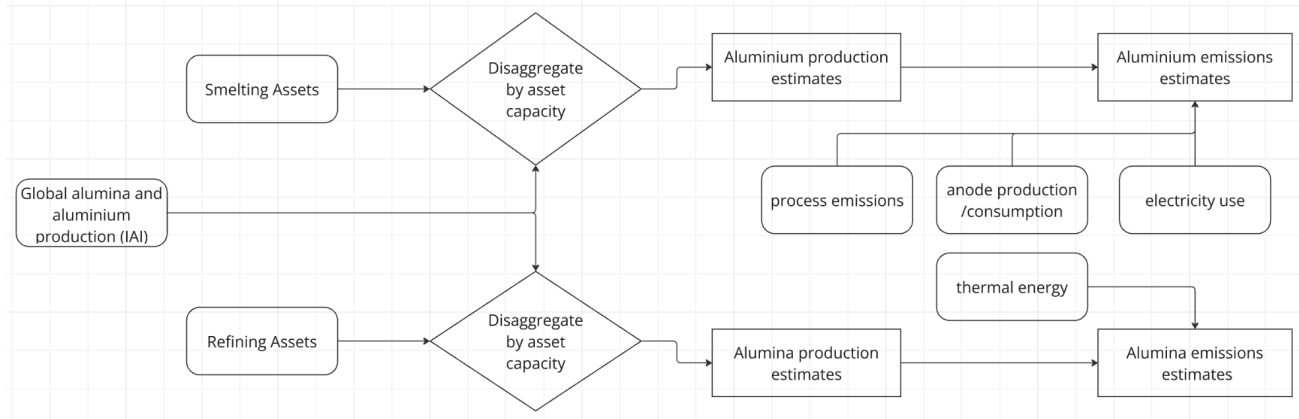 Smelting Assets
Disaggregate
by asset
capacity
Aluminium production
estimates
Aluminium emissions
estimates
Global alumina and
aluminium
production (IAI)
process emissions
anode production
/consumption
electricity use
thermal energy
Refining Assets
Disaggregate
by asset
capacity
Alumina production
estimates
Alumina emissions
estimates